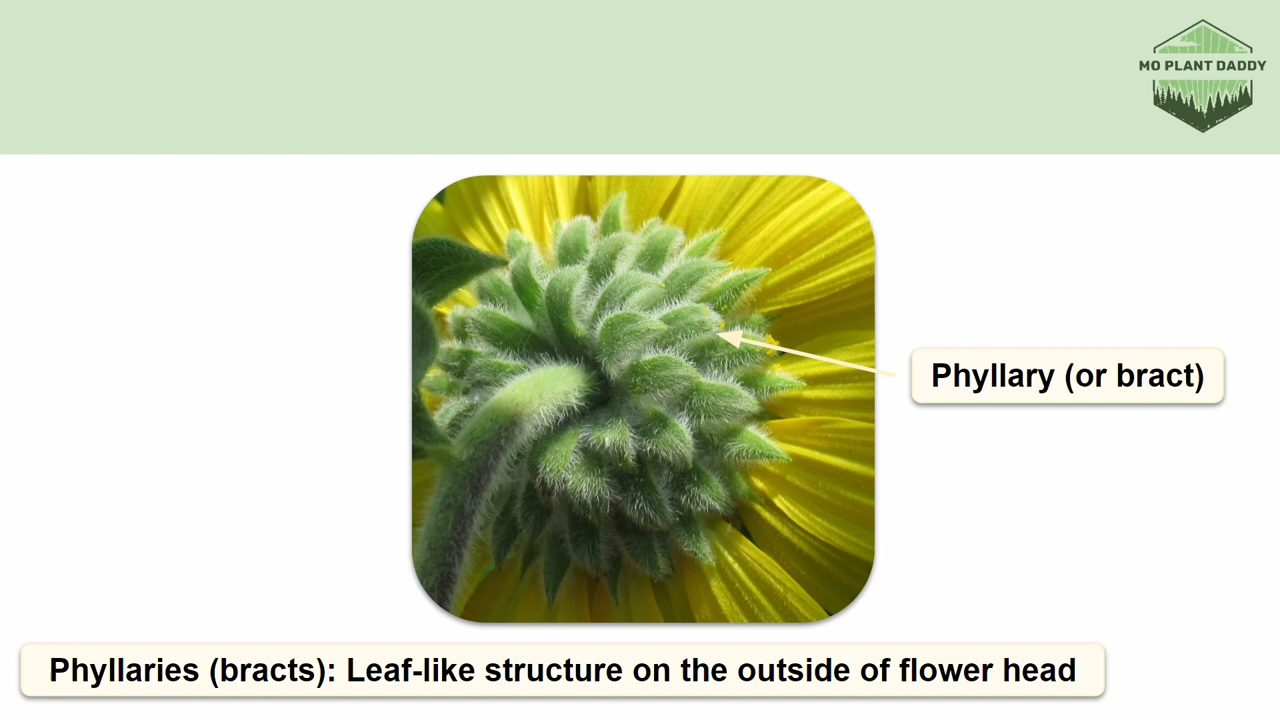 MO PLANT DADDY
Phyllary (or bract)
Phyllaries (bracts): Leaf-like structure on the outside of flower head